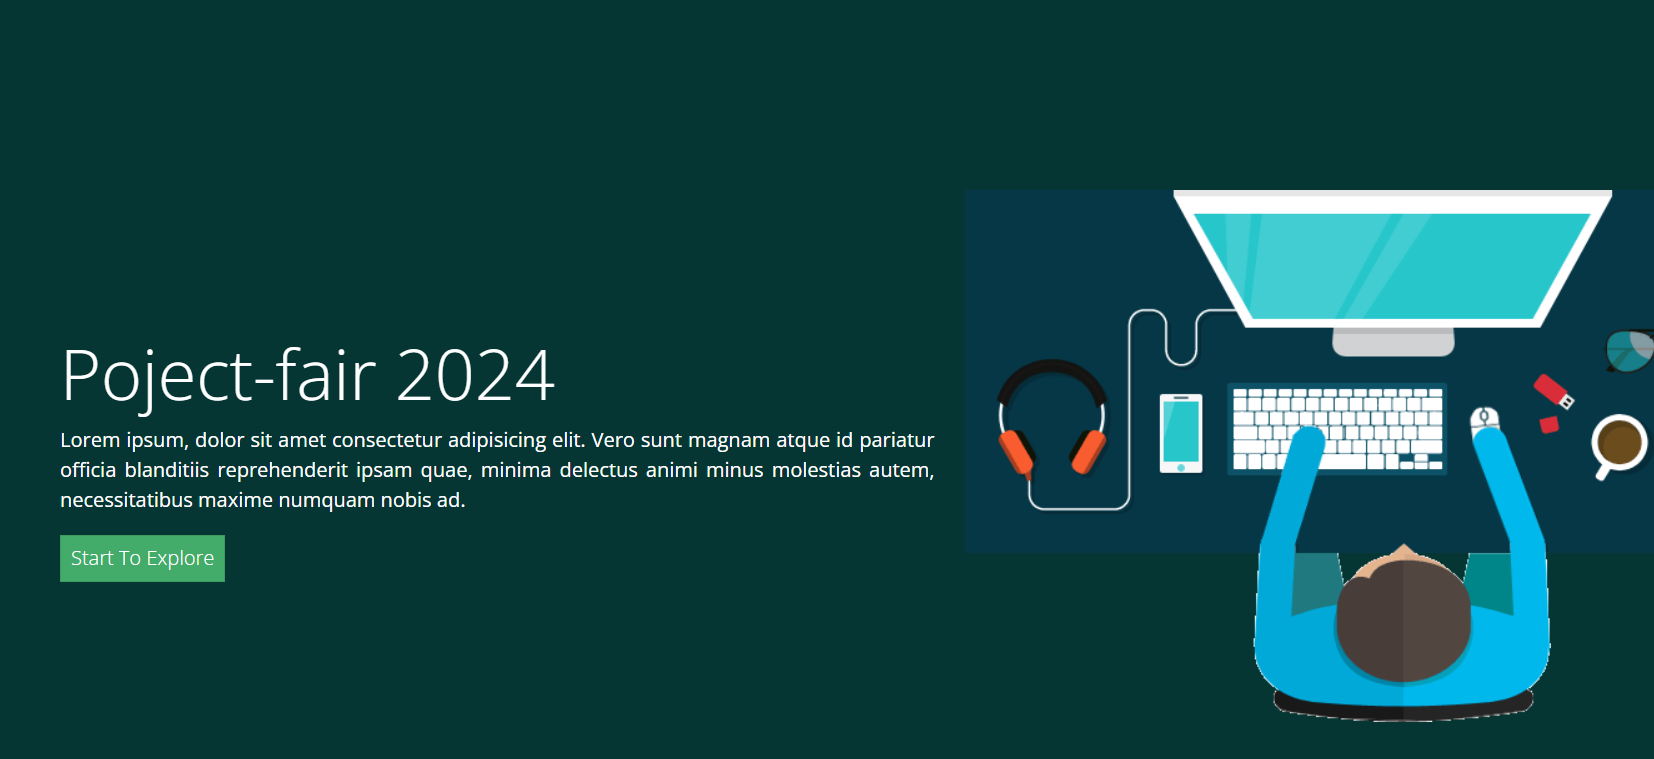 Poject-fair 2024
Lorem ipsum, dolor sit amet consectetur adipisicing elit. Vero sunt magnam atque id pariatur
officia blanditiis reprehenderit ipsam quae, minima delectus animi minus molestias autem,
necessitatibus maxime numquam nobis ad.
Start To Explore